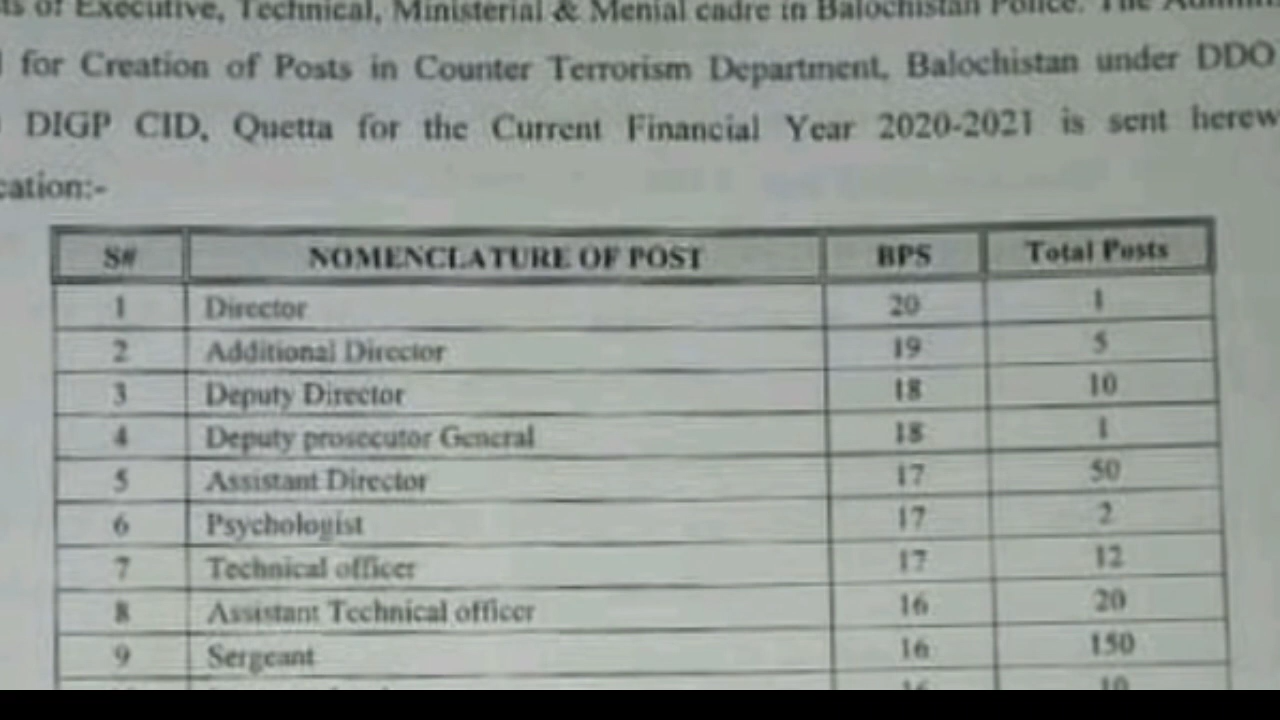 of Executive, Technical, Ministerial & Menial cadre in Balochistan Police. The
for Creation of Posts in Counter Terrorism Department, Balochistan under DDO
DIGP CID, Quetta for the Current Financial Year 2020-2021 is sent herew
cation:-
S# NOMENCLATURE OF POST BPS Total Posts
1 Director 20 1
2 Additional Director 19 5
3 Deputy Director 18 10
4 Deputy prosecutor General 18 1
5 Assistant Director 17 50
6 Psychologist 17 2
7 Technical officer 17 12
8 Assistant Technical officer 16 20
9 Sergeant 16 150
16 10